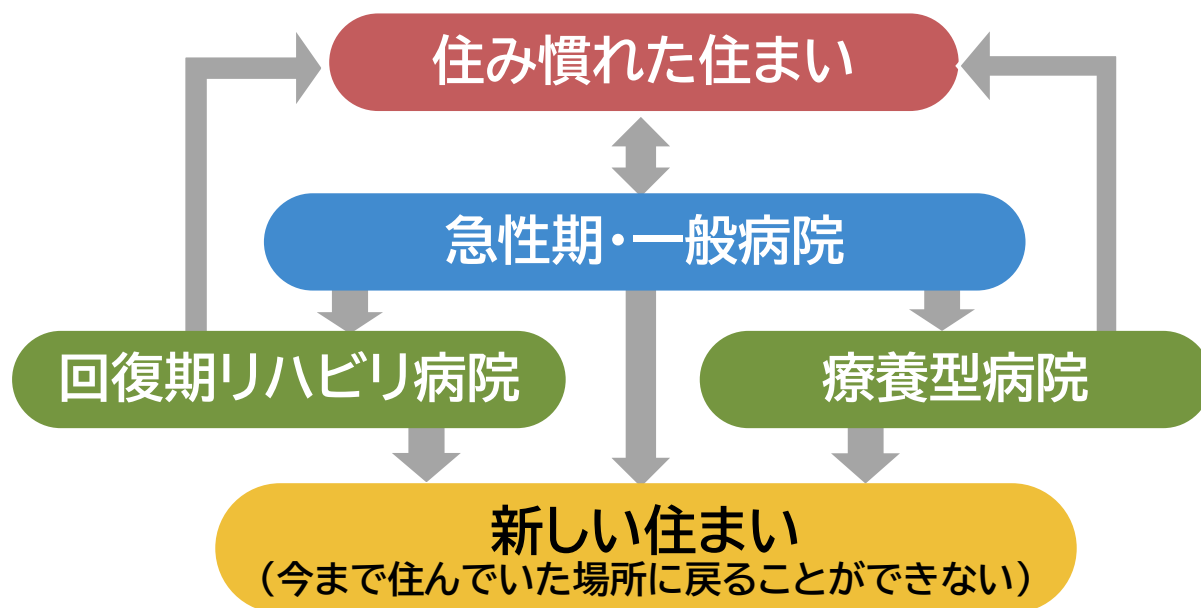 住み慣れた住まい
急性期・一般病院
回復期リハビリ病院
療養型病院
新しい住まい
（今まで住んでいた場所に戻ることができない）